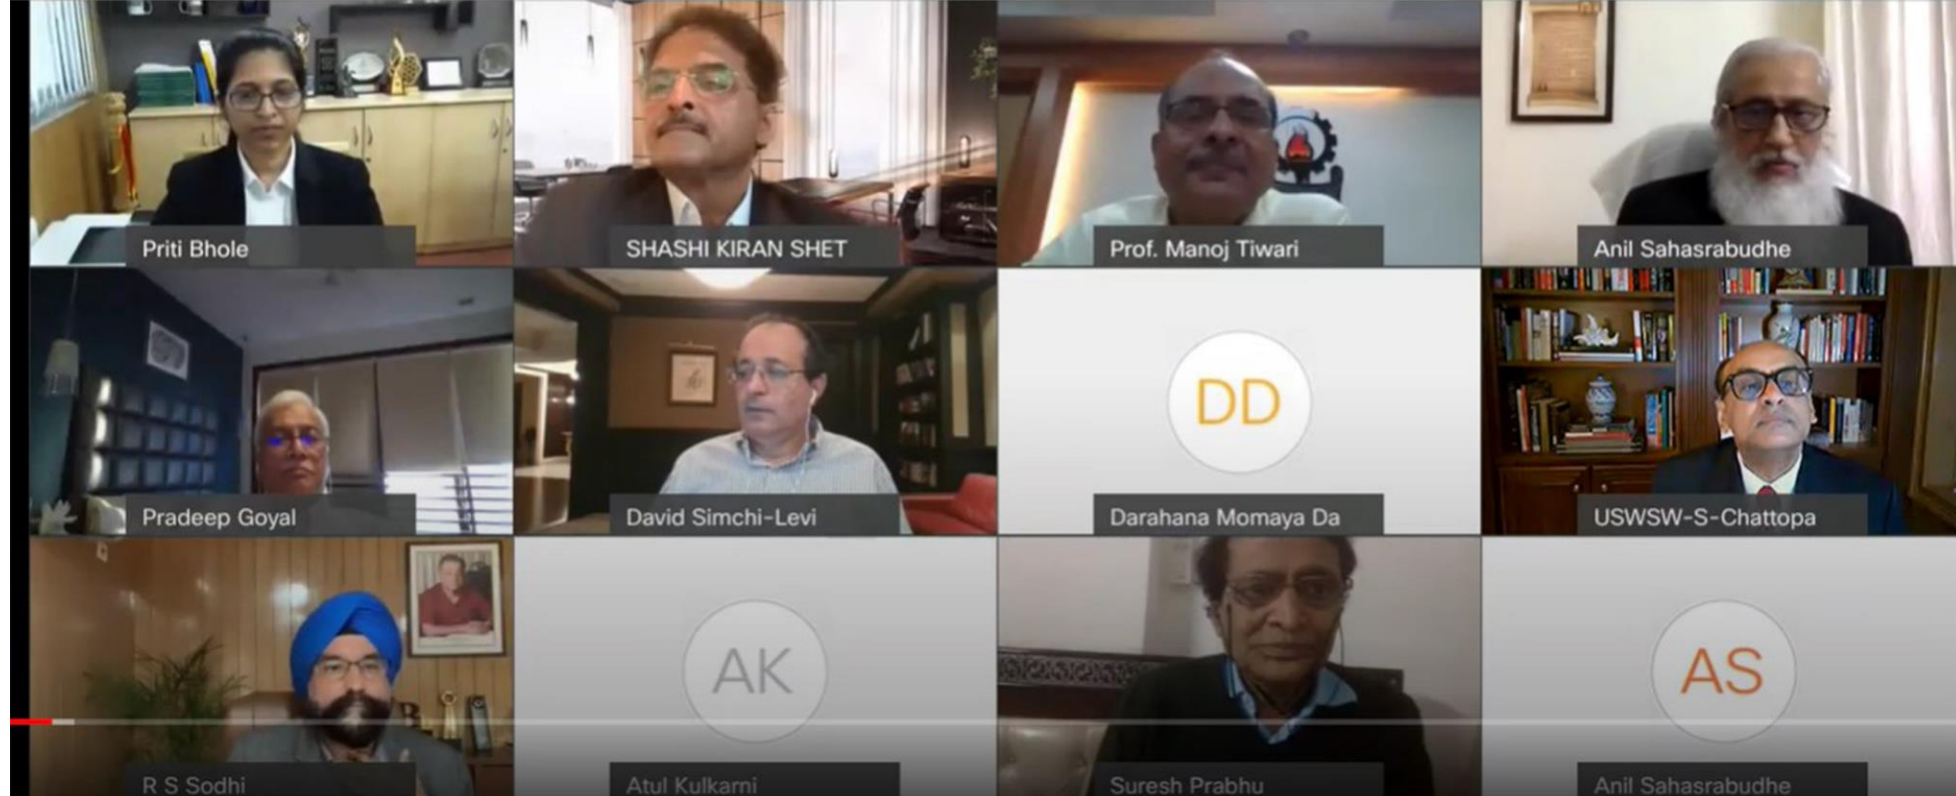 Priti Bhole
SHASHI KIRAN SHET
Prof. Manoj Tiwari
Anil Sahasrabudhe
Pradeep Goyal
David Simchi-Levi
DD
Darahana Momaya Da
USWSW-S-Chattopa
R S Sodhi
AK
Atul Kulkarni
Suresh Prabhu
AS
Anil Sahasrabudhe